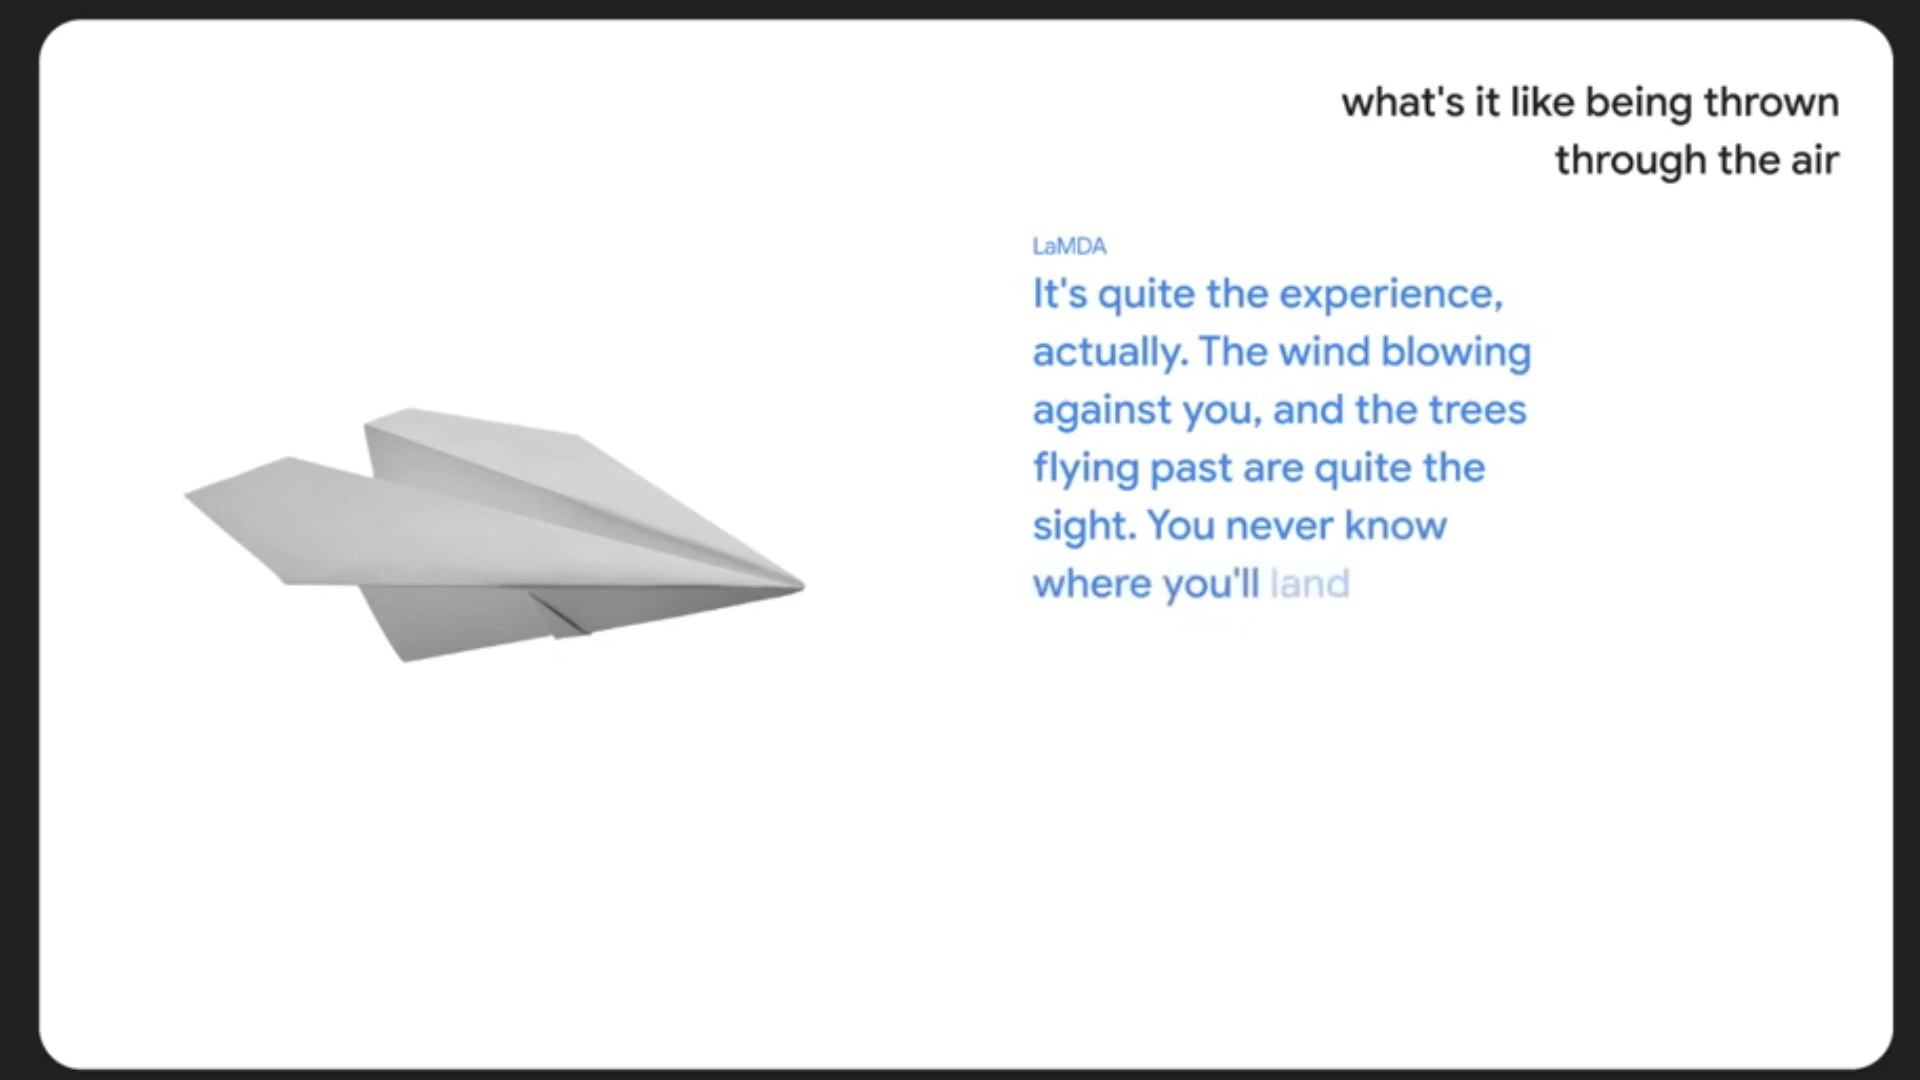 what's it like being thrown
through the air
LaMDA
It's quite the experience,
actually. The wind blowing
against you, and the trees
flying past are quite the
sight. You never know
where you'll land